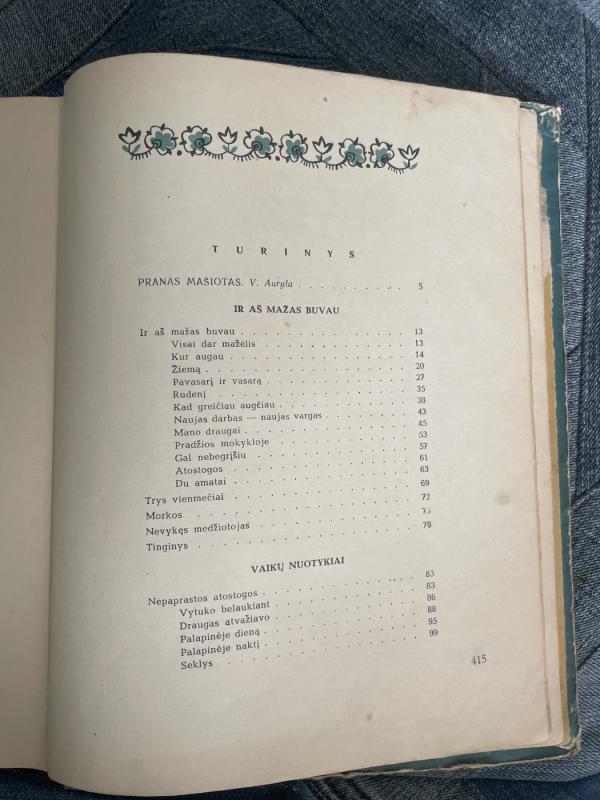 TURINYS
PRANAS MAŠIOTAS. V. Auryla . . . . . . . . . . 5
IR AŠ MAŽAS BUVAU
Ir aš mažas buvau . . . . . . . . . . . 13
Visai dar mažėlis . . . . . . . . . . 13
Kur augau . . . . . . . . . . . . 14
Žiemą . . . . . . . . . . . . . 20
Pavasarį ir vasarą . . . . . . . . . . 27
Rudenį . . . . . . . . . . . . . 35
Kad greičiau augčiau . . . . . . . . . 38
Naujas darbas — naujas vargas . . . . . . 43
Mano draugai . . . . . . . . . . . 45
Pradžios mokykloje . . . . . . . . . . 53
Gal nebegrįšiu . . . . . . . . . . . 57
Atostogos . . . . . . . . . . . . 61
Du amatai . . . . . . . . . . . . 63
Trys vienmečiai . . . . . . . . . . . . 69
Morkos . . . . . . . . . . . . . . 72
Nevykęs medžiotojas . . . . . . . . . . 75
Tinginys . . . . . . . . . . . . . 78
VAIKŲ NUOTYKIAI
Nepaprastos atostogos . . . . . . . . . . 83
Vytuko belaukiant . . . . . . . . . . 83
Draugas atvažiavo . . . . . . . . . . 86
Palapinėje dieną . . . . . . . . . . 88
Palapinėje naktį . . . . . . . . . . . 95
Seklys . . . . . . . . . . . . . 99
415